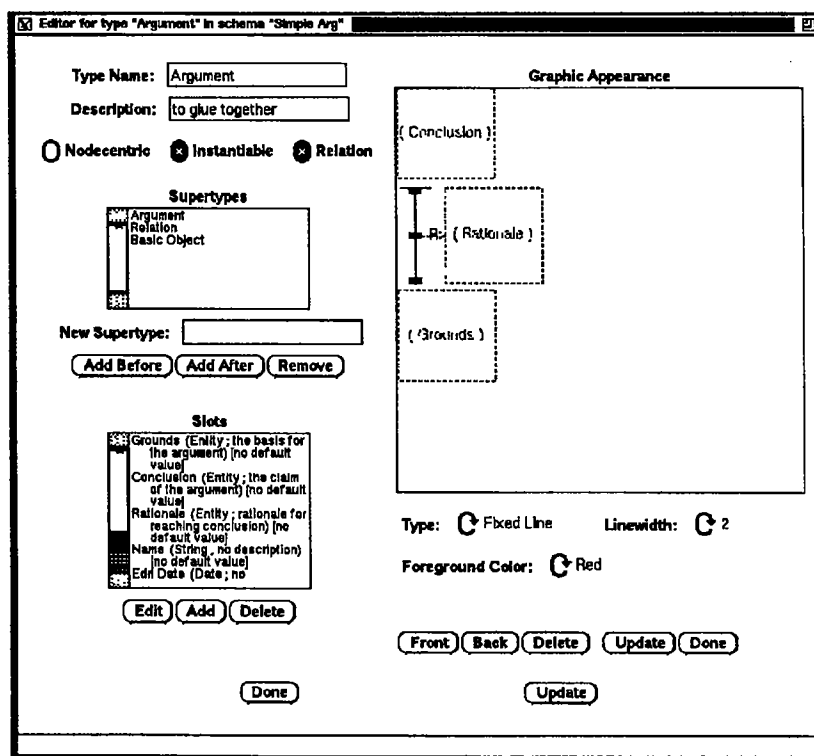 Editor for type "Argument" in schema "Simple Arg"
Type Name: Argument
Description: to glue together
Nodecentric Instantiable Relation
Supertypes
Argument
Relation
Basic Object
New Supertype:
Add Before Add After Remove
Slots
Grounds (Entity ; the basis for
the argument) [no default
value]
Conclusion (Entity ; the claim
of the argument) [no default
value]
Rationale (Entity ; rationale for
reaching conclusion) [no
default value]
Name (String , no description)
[no default value]
Edit Date (Date ; no
Edit Add Delete
Done
Graphic Appearance
( Conclusion )
( Rationale )
( Grounds )
Type: Fixed Line Linewidth: 2
Foreground Color: Red
Front Back Delete Update Done
Update